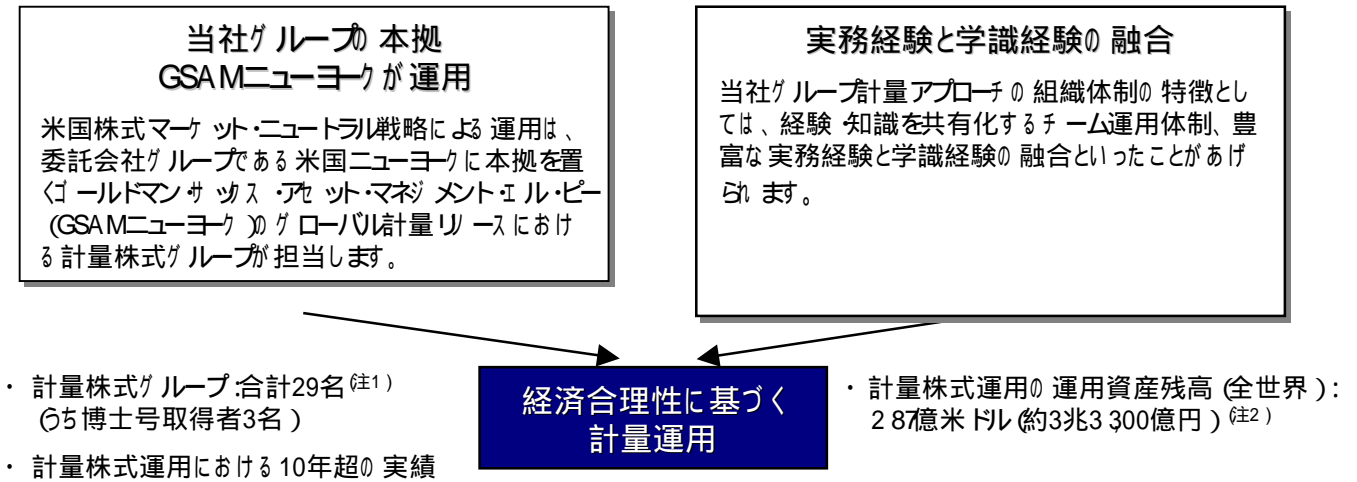 当社グループの本拠
GSAMニューヨークが運用
米国株式マーケット・ニュートラル戦略による運用は、
委託会社グループである米国ニューヨークに本拠を置
くゴールドマン・サックス・アセット・マネジメント・エル・ピー
(GSAMニューヨーク)のグローバル計量リソースにおけ
る計量株式グループが担当します。
実務経験と学識経験の融合
当社グループ計量アプローチの組織体制の特徴とし
ては、経験・知識を共有化するチーム運用体制、豊
富な実務経験と学識経験の融合といったことがあげ
られます。
・ 計量株式グループ:合計29名(注1)
(うち博士号取得者3名)
・ 計量株式運用における10年超の実績
経済合理性に基づく
計量運用
・ 計量株式運用の運用資産残高(全世界):
287億米ドル(約3兆3,300億円)(注2)